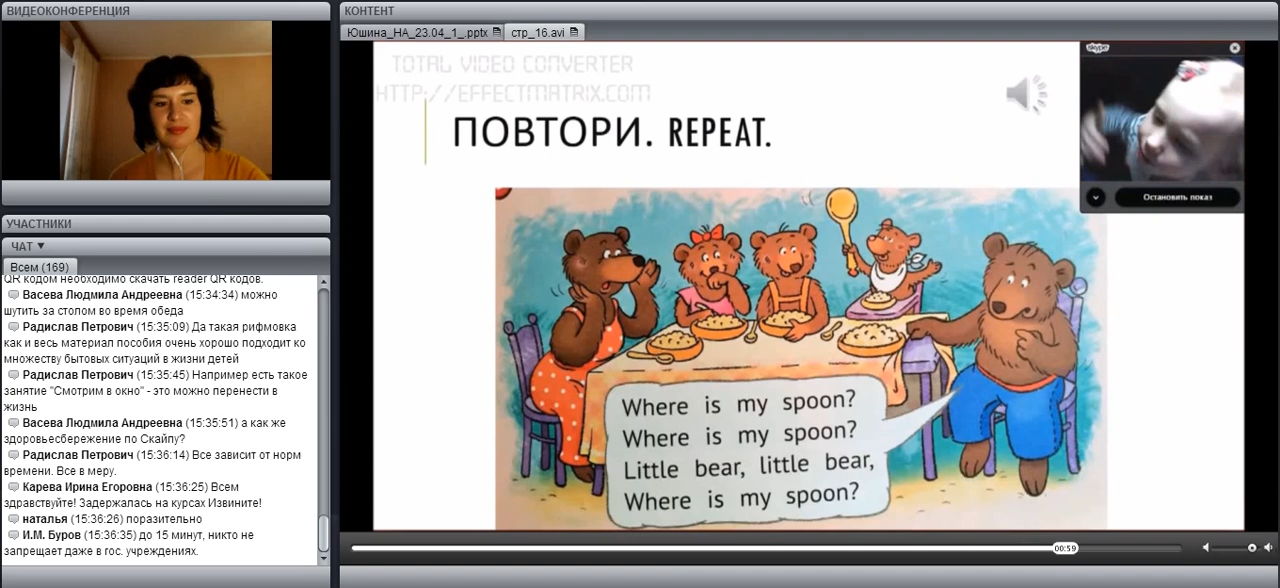 ВИДЕОКОНФЕРЕНЦИЯ
УЧАСТНИКИ
ЧАТ ▼
Всем (169)
QR кодом необходимо скачать reader QR кодов.
Васева Людмила Андреевна (15:34:34) можно
шутить за столом во время обеда
Радислав Петрович (15:35:09) Да такая рифмовка
как и весь материал пособия очень хорошо подходит ко
множеству бытовых ситуаций в жизни детей
Радислав Петрович (15:35:45) Например есть такое
занятие "Смотрим в окно" - это можно перенести в
жизнь
Васева Людмила Андреевна (15:35:51) а как же
здоровьесбережение по Скайпу?
Радислав Петрович (15:36:14) Все зависит от норм
времени. Все в меру.
Карева Ирина Егоровна (15:36:25) Всем
здравствуйте! Задержалась на курсах Извините!
наталья (15:36:26) поразительно
И.М. Буров (15:36:35) до 15 минут, никто не
запрещает даже в гос. учреждениях.
КОНТЕНТ
Юшина_НА_23.04_1_.pptx
стр_16.avi
TOTAL VIDEO CONVERTER
HTTP://EFFECTMATRIX.COM
ПОВТОРИ. REPEAT.
skype
Остановить показ
Where is my spoon?
Where is my spoon?
Little bear, little bear,
Where is my spoon?
00:59